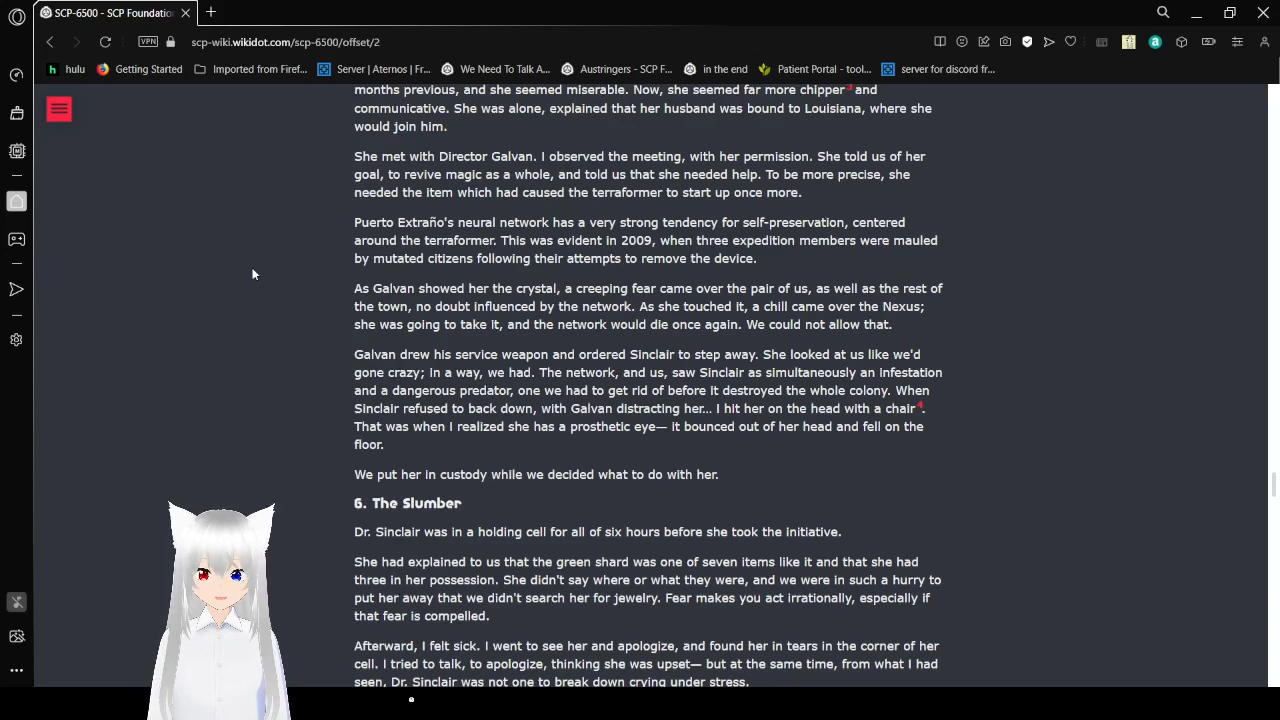 SCP-6500 - SCP Foundatio
scp-wiki.wikidot.com/scp-6500/offset/2
VPN
hulu
Getting Started
Imported from Firef...
Server | Aternos | Fr...
We Need To Talk A...
Austringers - SCP F...
in the end
Patient Portal - tool...
server for discord fr...
months previous, and she seemed miserable. Now, she seemed far more chipper 3 and
communicative. She was alone, explained that her husband was bound to Louisiana, where she
would join him.
She met with Director Galvan. I observed the meeting, with her permission. She told us of her
goal, to revive magic as a whole, and told us that she needed help. To be more precise, she
needed the item which had caused the terraformer to start up once more.
Puerto Extraño's neural network has a very strong tendency for self-preservation, centered
around the terraformer. This was evident in 2009, when three expedition members were mauled
by mutated citizens following their attempts to remove the device.
As Galvan showed her the crystal, a creeping fear came over the pair of us, as well as the rest of
the town, no doubt influenced by the network. As she touched it, a chill came over the Nexus;
she was going to take it, and the network would die once again. We could not allow that.
Galvan drew his service weapon and ordered Sinclair to step away. She looked at us like we'd
gone crazy; in a way, we had. The network, and us, saw Sinclair as simultaneously an infestation
and a dangerous predator, one we had to get rid of before it destroyed the whole colony. When
Sinclair refused to back down, with Galvan distracting her... I hit her on the head with a chair 4.
That was when I realized she has a prosthetic eye— it bounced out of her head and fell on the
floor.
We put her in custody while we decided what to do with her.
6. The Slumber
Dr. Sinclair was in a holding cell for all of six hours before she took the initiative.
She had explained to us that the green shard was one of seven items like it and that she had
three in her possession. She didn't say where or what they were, and we were in such a hurry to
put her away that we didn't search her for jewelry. Fear makes you act irrationally, especially if
that fear is compelled.
Afterward, I felt sick. I went to see her and apologize, and found her in tears in the corner of her
cell. I tried to talk, to apologize, thinking she was upset— but at the same time, from what I had
seen, Dr. Sinclair was not one to break down crying under stress.